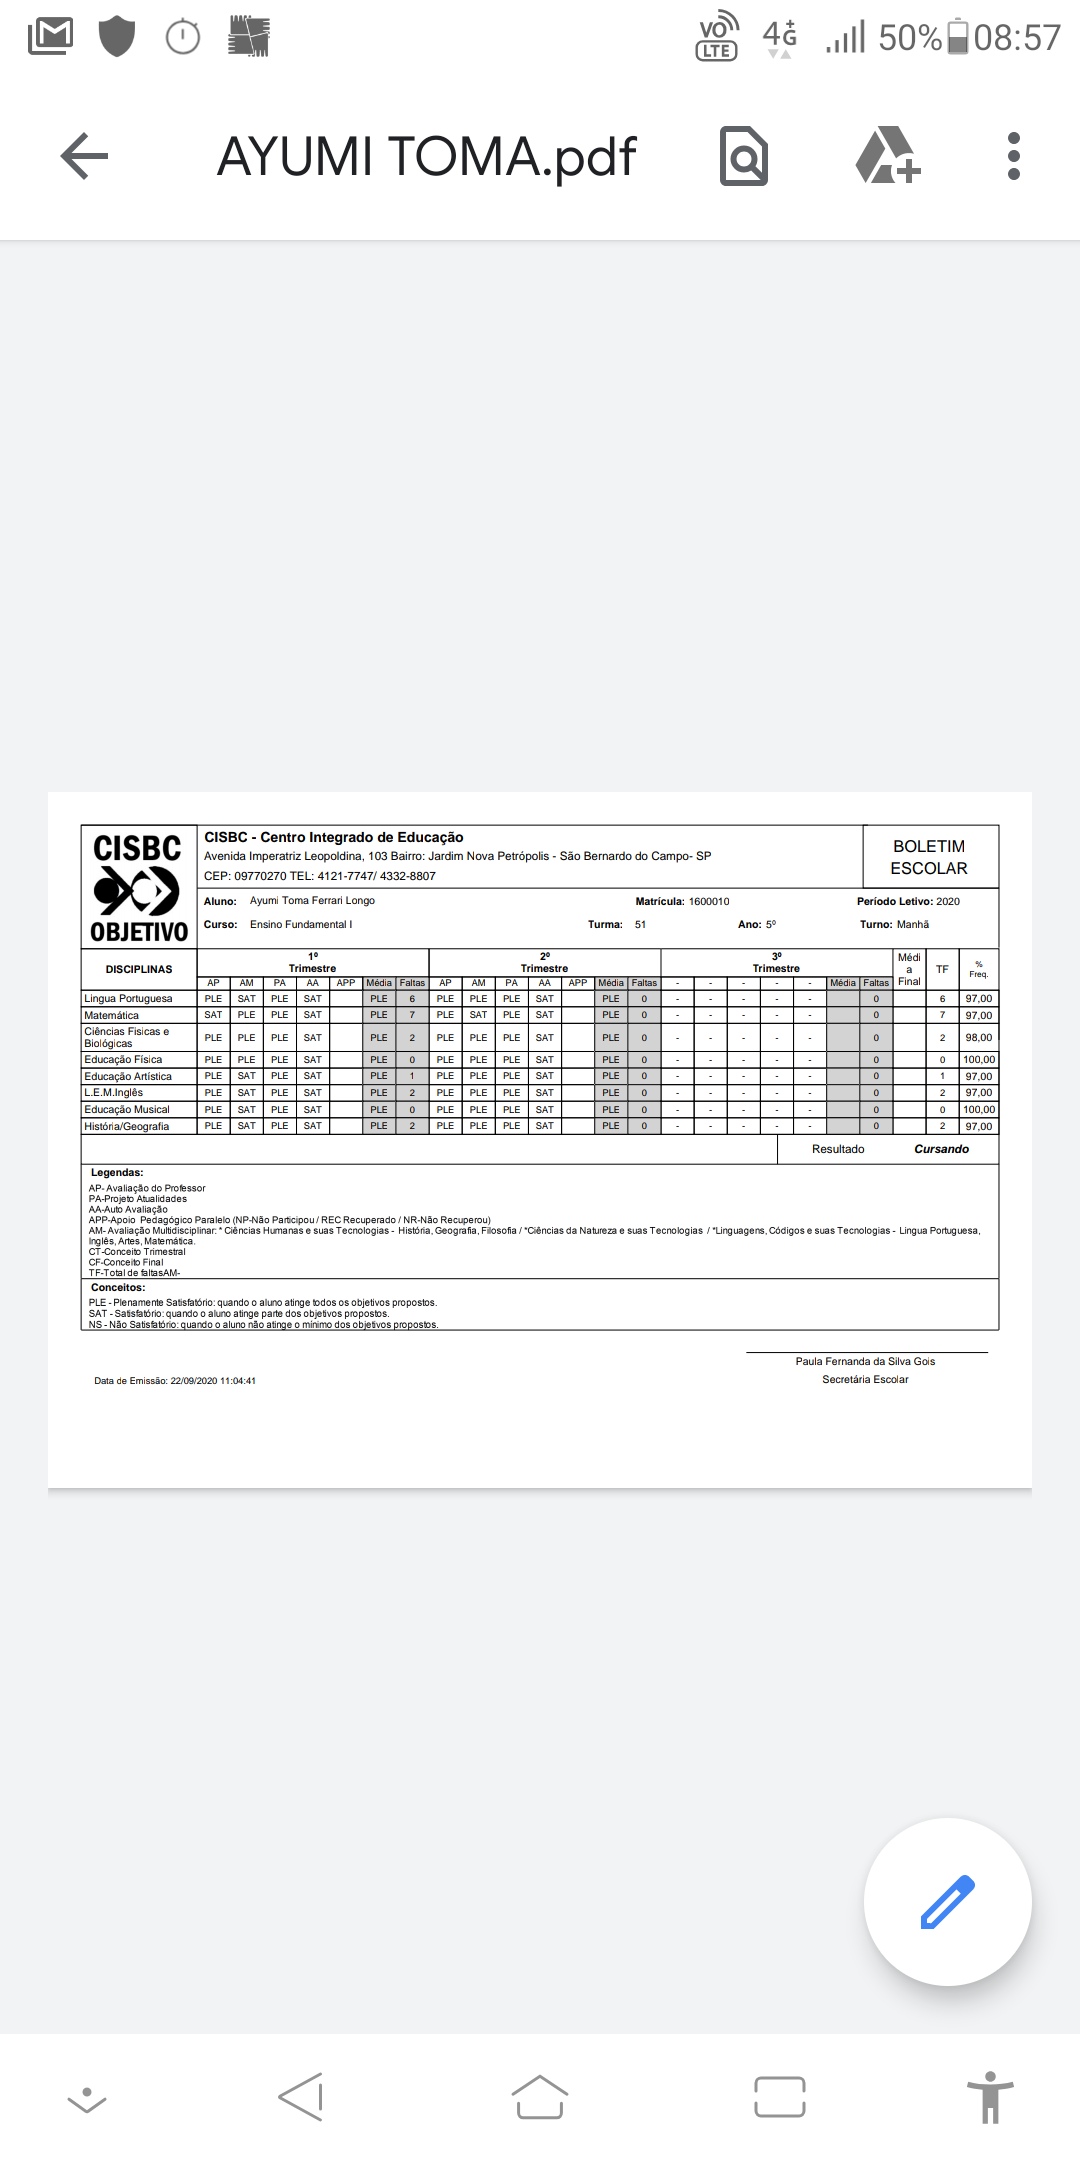 VO LTE 4G+ 50% 08:57
AYUMI TOMA.pdf
CISBC
OBJETIVO
CISBC - Centro Integrado de Educação
Avenida Imperatriz Leopoldina, 103 Bairro: Jardim Nova Petrópolis - São Bernardo do Campo- SP
CEP: 09770270 TEL: 4121-7747/ 4332-8807
BOLETIM
ESCOLAR
Aluno: Ayumi Toma Ferrari Longo Matrícula: 1600010 Período Letivo: 2020
Curso: Ensino Fundamental I Turma: 51 Ano: 5º Turno: Manhã
DISCIPLINAS 1º Trimestre 2º Trimestre 3º Trimestre Média Final TF % Freq.
AP AM PA AA APP Média Faltas AP AM PA AA APP Média Faltas - - - - - Média Faltas
Lingua Portuguesa PLE SAT PLE SAT PLE 6 PLE PLE PLE SAT PLE 0 - - - - - 0 6 97,00
Matemática SAT PLE PLE SAT PLE 7 PLE SAT PLE SAT PLE 0 - - - - - 0 7 97,00
Ciências Fisicas e Biológicas PLE PLE PLE SAT PLE 2 PLE PLE PLE SAT PLE 0 - - - - - 0 2 98,00
Educação Física PLE PLE PLE SAT PLE 0 PLE PLE PLE SAT PLE 0 - - - - - 0 0 100,00
Educação Artística PLE SAT PLE SAT PLE 1 PLE PLE PLE SAT PLE 0 - - - - - 0 1 97,00
L.E.M.Inglês PLE SAT PLE SAT PLE 2 PLE PLE PLE SAT PLE 0 - - - - - 0 2 97,00
Educação Musical PLE SAT PLE SAT PLE 0 PLE PLE PLE SAT PLE 0 - - - - - 0 0 100,00
História/Geografia PLE SAT PLE SAT PLE 2 PLE PLE PLE SAT PLE 0 - - - - - 0 2 97,00
Resultado Cursando
Legendas:
AP- Avaliação do Professor
PA-Projeto Atualidades
AA-Auto Avaliação
APP-Apoio Pedagógico Paralelo (NP-Não Participou / REC Recuperado / NR-Não Recuperou)
AM- Avaliação Multidisciplinar: * Ciências Humanas e suas Tecnologias - História, Geografia, Filosofia / *Ciências da Natureza e suas Tecnologias / *Linguagens, Códigos e suas Tecnologias - Lingua Portuguesa,
Inglês, Artes, Matemática.
CT-Conceito Trimestral
CF-Conceito Final
TF-Total de faltasAM-
Conceitos:
PLE - Plenamente Satisfatório: quando o aluno atinge todos os objetivos propostos.
SAT - Satisfatório: quando o aluno atinge parte dos objetivos propostos.
NS - Não Satisfatório: quando o aluno não atinge o mínimo dos objetivos propostos.
Paula Fernanda da Silva Gois
Secretária Escolar
Data de Emissão: 22/09/2020 11:04:41